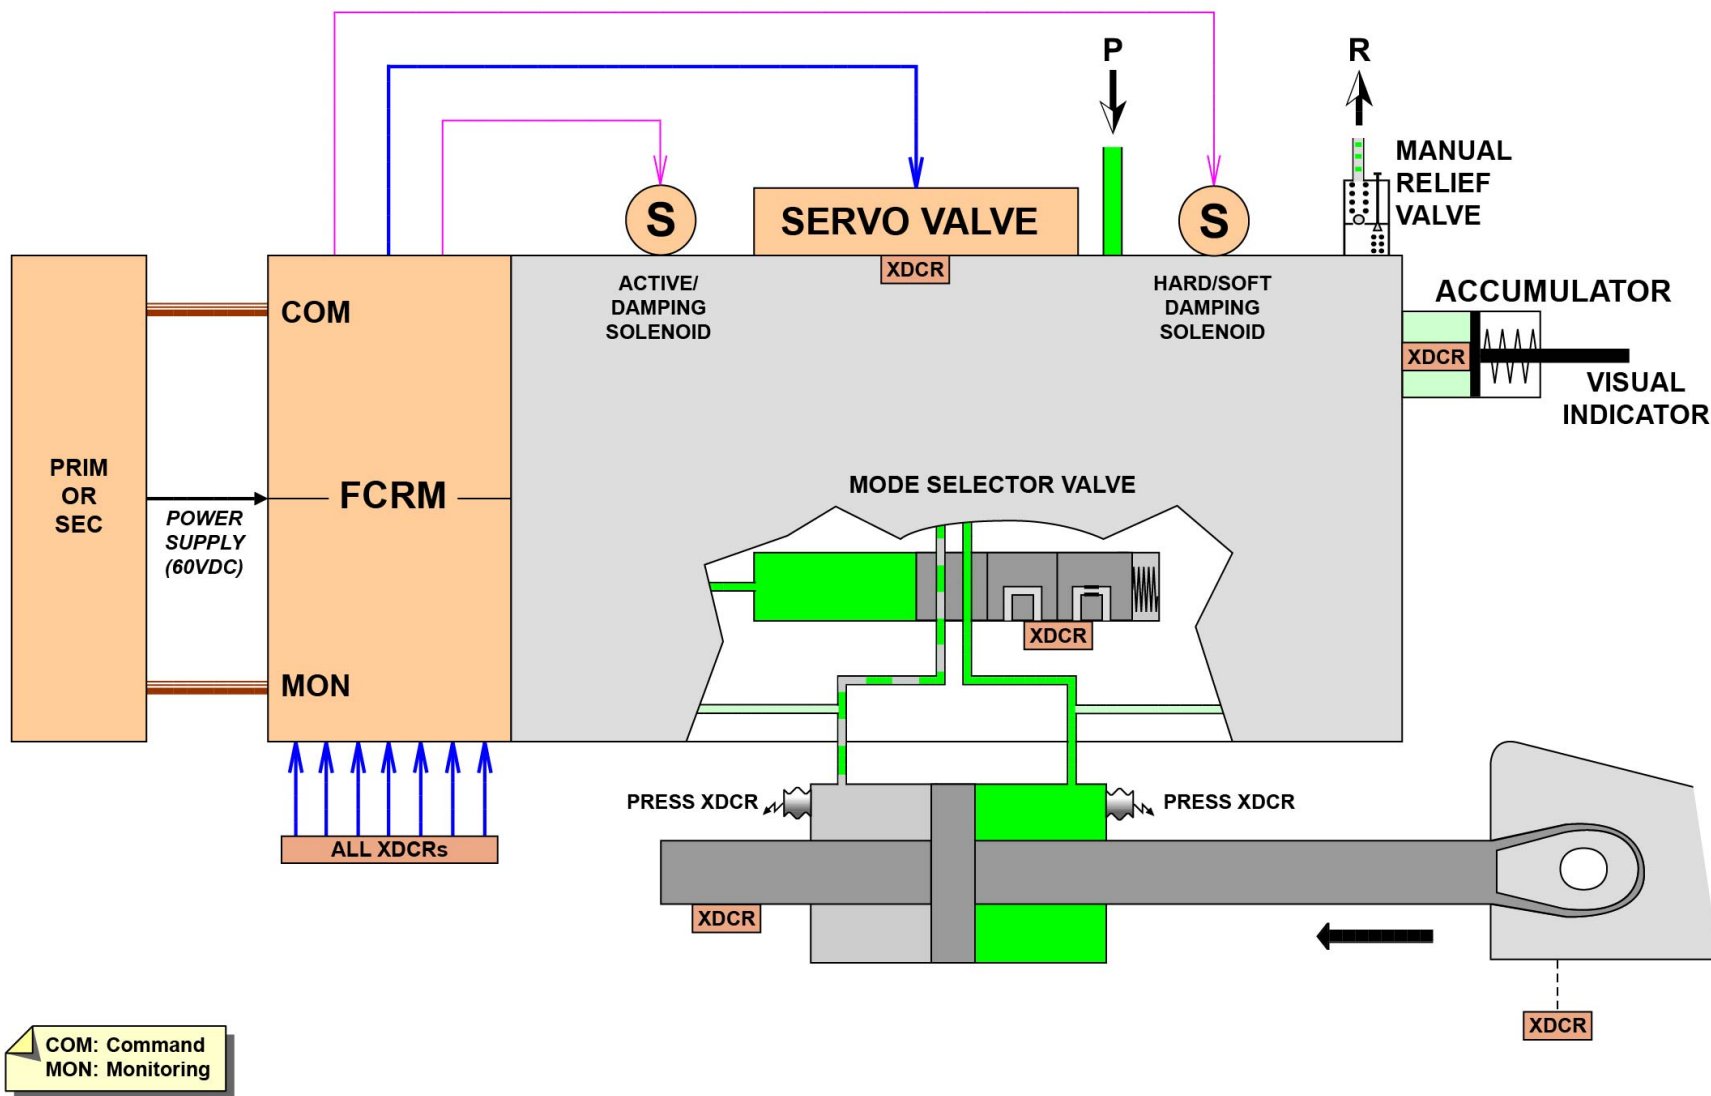 P
R
MANUAL
RELIEF
VALVE
S
SERVO VALVE
S
XDCR
ACTIVE/
DAMPING
SOLENOID
HARD/SOFT
DAMPING
SOLENOID
ACCUMULATOR
XDCR
VISUAL
INDICATOR
COM
PRIM
OR
SEC
FCRM
POWER
SUPPLY
(60VDC)
MON
MODE SELECTOR VALVE
XDCR
PRESS XDCR
PRESS XDCR
ALL XDCRs
XDCR
XDCR
COM: Command
MON: Monitoring